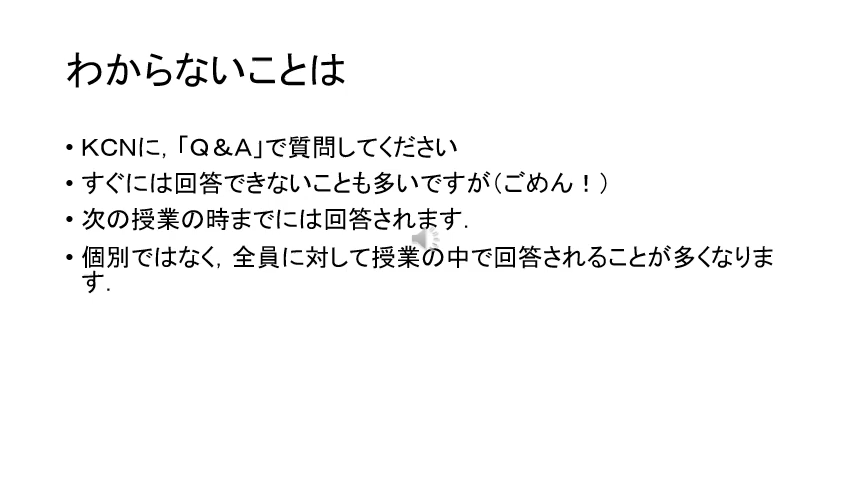 わからないことは
• KCNに，「Q＆A」で質問してください
• すぐには回答できないことも多いですが（ごめん！）
• 次の授業の時までには回答されます．
• 個別ではなく，全員に対して授業の中で回答されることが多くなりま
す．